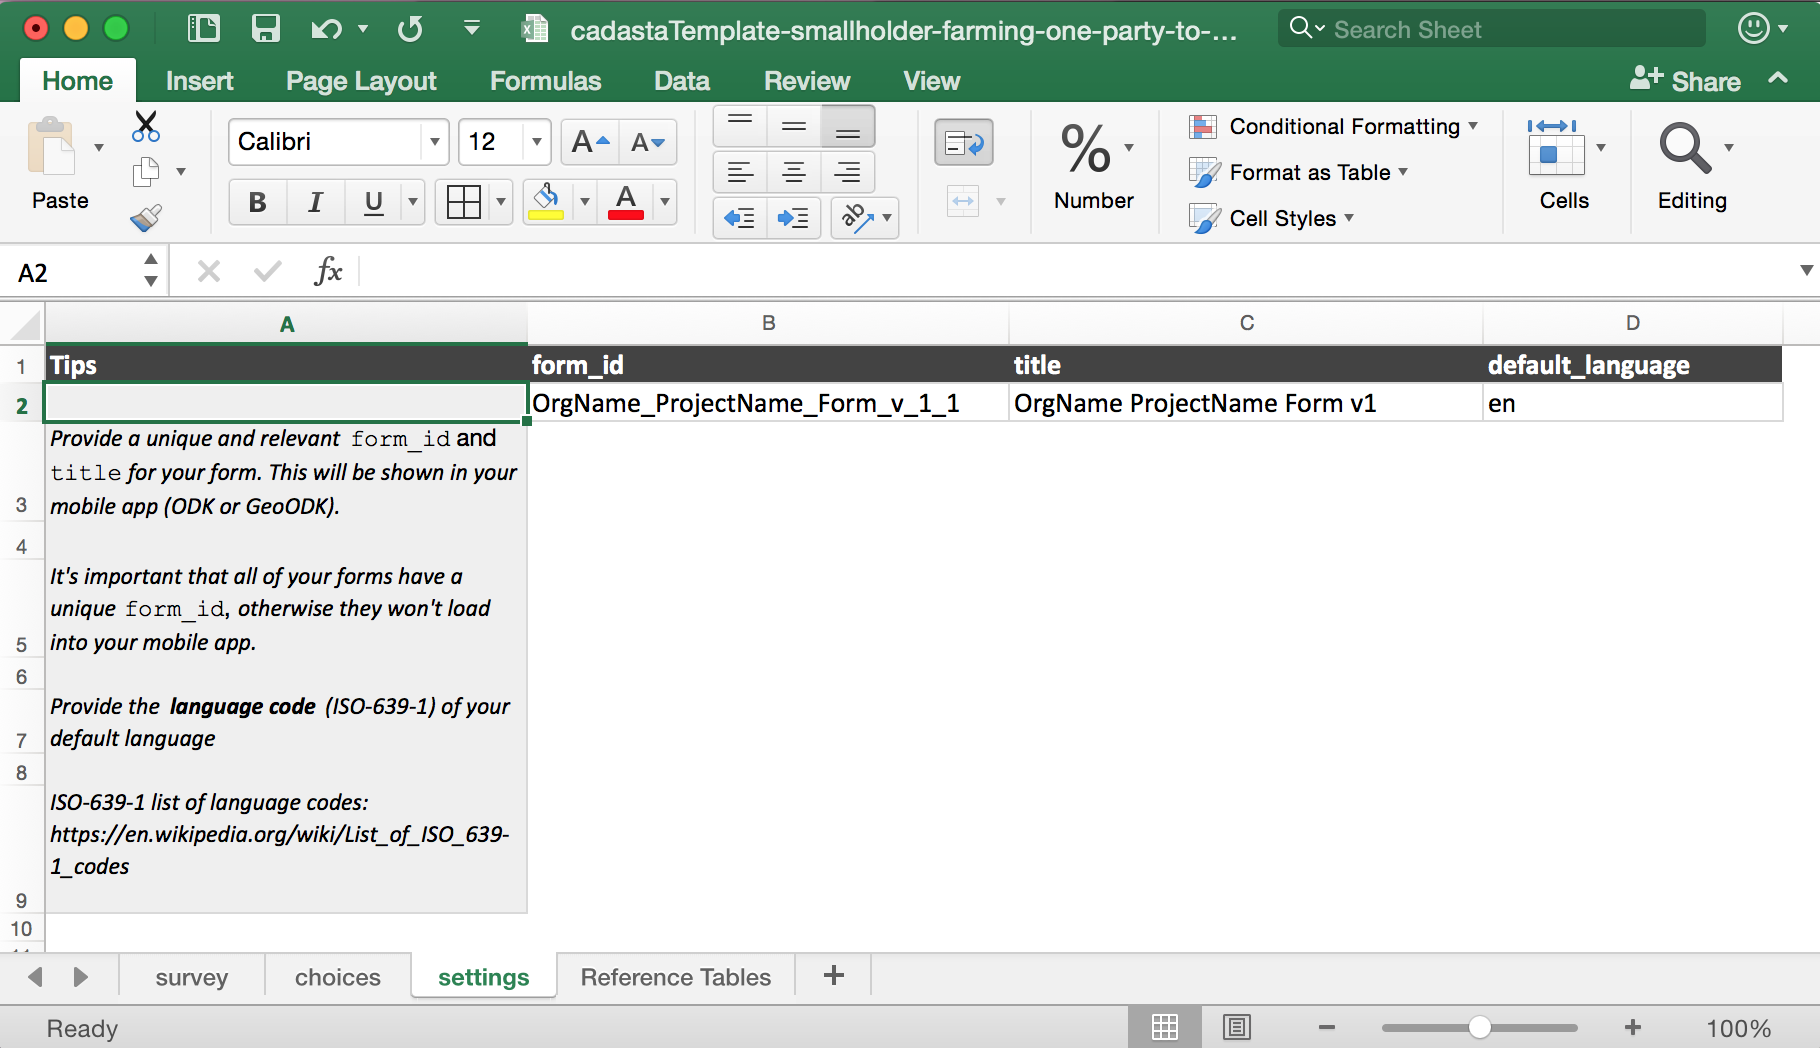 cadastaTemplate-smallholder-farming-one-party-to-...
Search Sheet
Home
Insert
Page Layout
Formulas
Data
Review
View
Share
Paste
Calibri
12
A
A
B
I
U
A
ab
%
Number
Conditional Formatting
Format as Table
Cell Styles
Cells
Editing
A2
fx
A
B
C
D
1
Tips
form_id
title
default_language
2
OrgName_ProjectName_Form_v_1_1
OrgName ProjectName Form v1
en
Provide a unique and relevant form_id and
title for your form. This will be shown in your
3
mobile app (ODK or GeoODK).
4
It's important that all of your forms have a
unique form_id, otherwise they won't load
5
into your mobile app.
6
Provide the language code (ISO-639-1) of your
7
default language
8
ISO-639-1 list of language codes:
https://en.wikipedia.org/wiki/List_of_ISO_639-
1_codes
9
10
survey
choices
settings
Reference Tables
+
Ready
100%